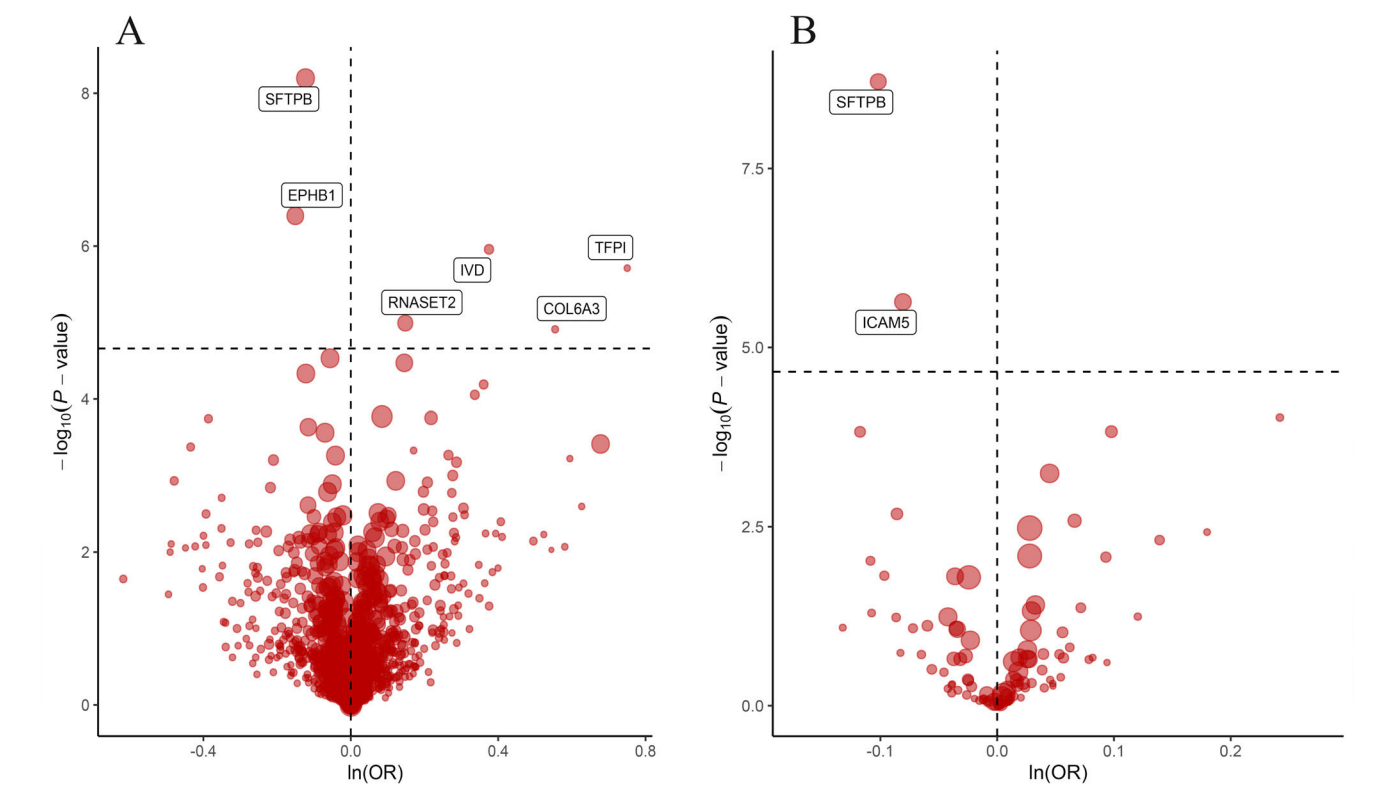 A
8
6
4
2
0
−log10(P − value)
SFTPB
EPHB1
IVD
TFPI
RNASET2
COL6A3
-0.4
0.0
0.4
0.8
ln(OR)
B
7.5
5.0
2.5
0.0
−log10(P − value)
SFTPB
ICAM5
-0.1
0.0
0.1
0.2
ln(OR)